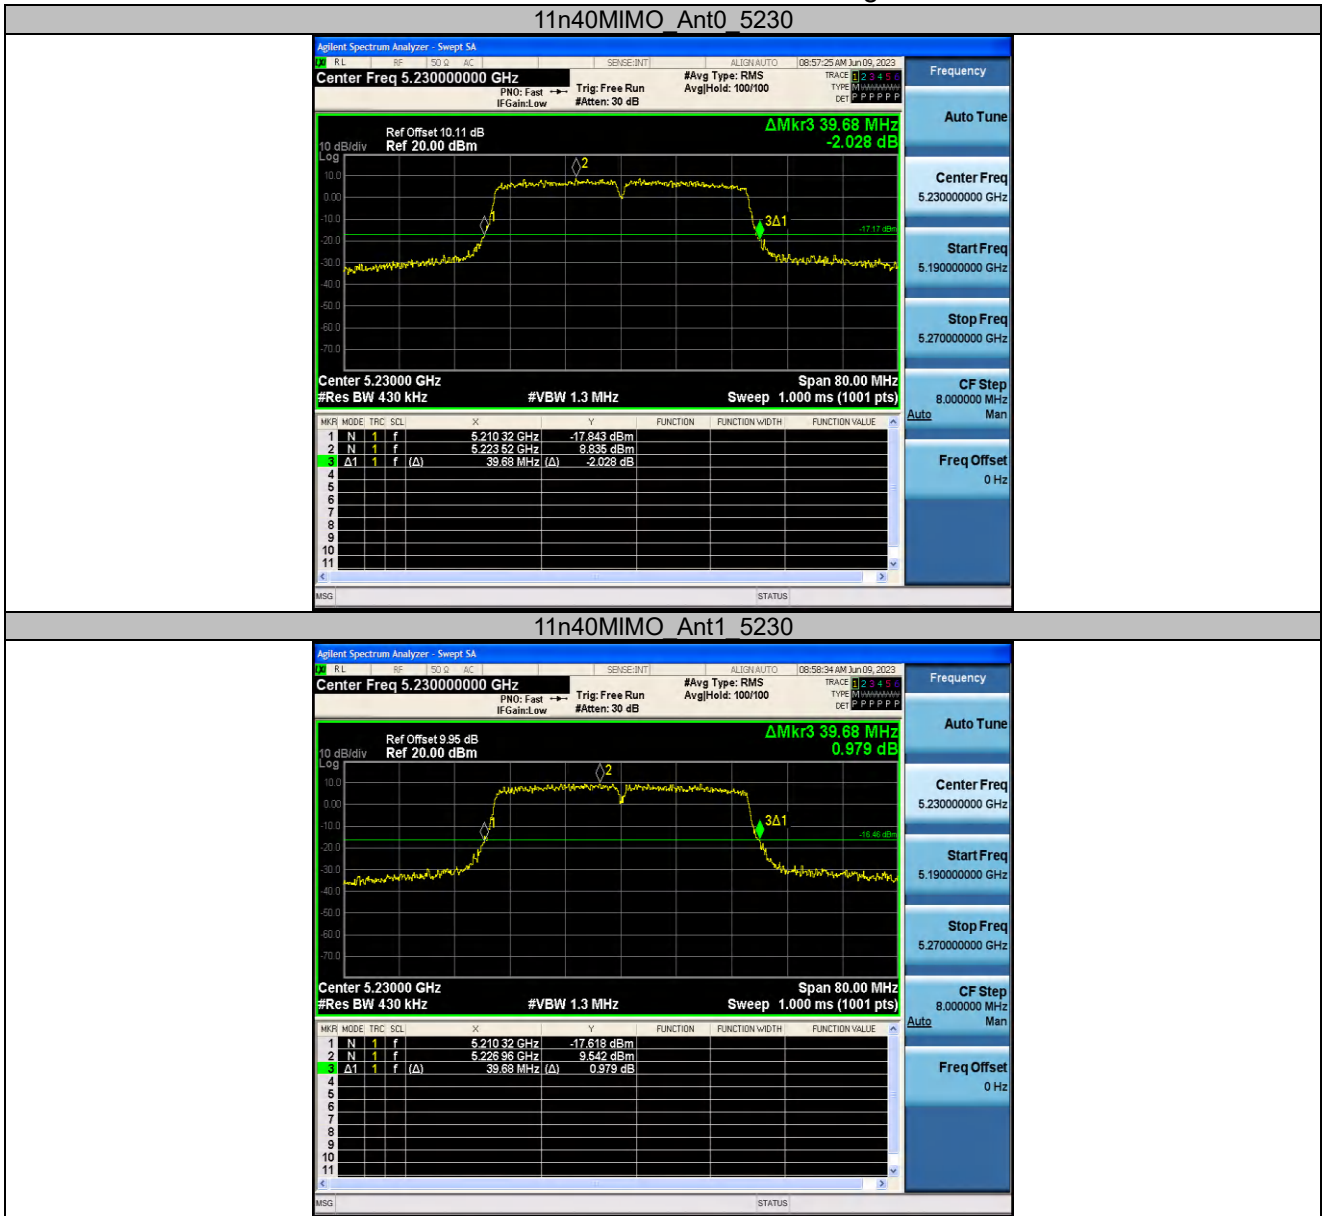 11n40MIMO_Ant0_5230
Agilent Spectrum Analyzer - Swept SA
RL RF 50 Ω AC SENSE:INT ALIGN AUTO 08:57:25 AM Jun 09, 2023
Center Freq 5.230000000 GHz
PNO: Fast
IFGain:Low
Trig: Free Run
#Atten: 30 dB
#Avg Type: RMS
Avg|Hold: 100/100
TRACE 1 2 3 4 5 6
TYPE M
DET P P P P P P
ΔMkr3 39.68 MHz
-2.028 dB
Ref Offset 10.11 dB
10 dB/div Ref 20.00 dBm
Log
10.0
0.00
-10.0
-20.0
-30.0
-40.0
-50.0
-60.0
-70.0
2
1
3Δ1
-17.17 dBm
Center 5.23000 GHz Span 80.00 MHz
#Res BW 430 kHz #VBW 1.3 MHz Sweep 1.000 ms (1001 pts)
MKR MODE TRC SCL X Y FUNCTION FUNCTION WIDTH FUNCTION VALUE
1 N 1 f 5.210 32 GHz -17.843 dBm
2 N 1 f 5.223 52 GHz 8.835 dBm
3 Δ1 1 f (Δ) 39.68 MHz (Δ) -2.028 dB
4
5
6
7
8
9
10
11
MSG STATUS
Frequency
Auto Tune
Center Freq
5.230000000 GHz
Start Freq
5.190000000 GHz
Stop Freq
5.270000000 GHz
CF Step
8.000000 MHz
Auto Man
Freq Offset
0 Hz
11n40MIMO_Ant1_5230
Agilent Spectrum Analyzer - Swept SA
RL RF 50 Ω AC SENSE:INT ALIGN AUTO 08:58:34 AM Jun 09, 2023
Center Freq 5.230000000 GHz
PNO: Fast
IFGain:Low
Trig: Free Run
#Atten: 30 dB
#Avg Type: RMS
Avg|Hold: 100/100
TRACE 1 2 3 4 5 6
TYPE M
DET P P P P P P
ΔMkr3 39.68 MHz
0.979 dB
Ref Offset 9.95 dB
10 dB/div Ref 20.00 dBm
Log
10.0
0.00
-10.0
-20.0
-30.0
-40.0
-50.0
-60.0
-70.0
2
1
3Δ1
-16.46 dBm
Center 5.23000 GHz Span 80.00 MHz
#Res BW 430 kHz #VBW 1.3 MHz Sweep 1.000 ms (1001 pts)
MKR MODE TRC SCL X Y FUNCTION FUNCTION WIDTH FUNCTION VALUE
1 N 1 f 5.210 32 GHz -17.618 dBm
2 N 1 f 5.226 96 GHz 9.542 dBm
3 Δ1 1 f (Δ) 39.68 MHz (Δ) 0.979 dB
4
5
6
7
8
9
10
11
MSG STATUS
Frequency
Auto Tune
Center Freq
5.230000000 GHz
Start Freq
5.190000000 GHz
Stop Freq
5.270000000 GHz
CF Step
8.000000 MHz
Auto Man
Freq Offset
0 Hz